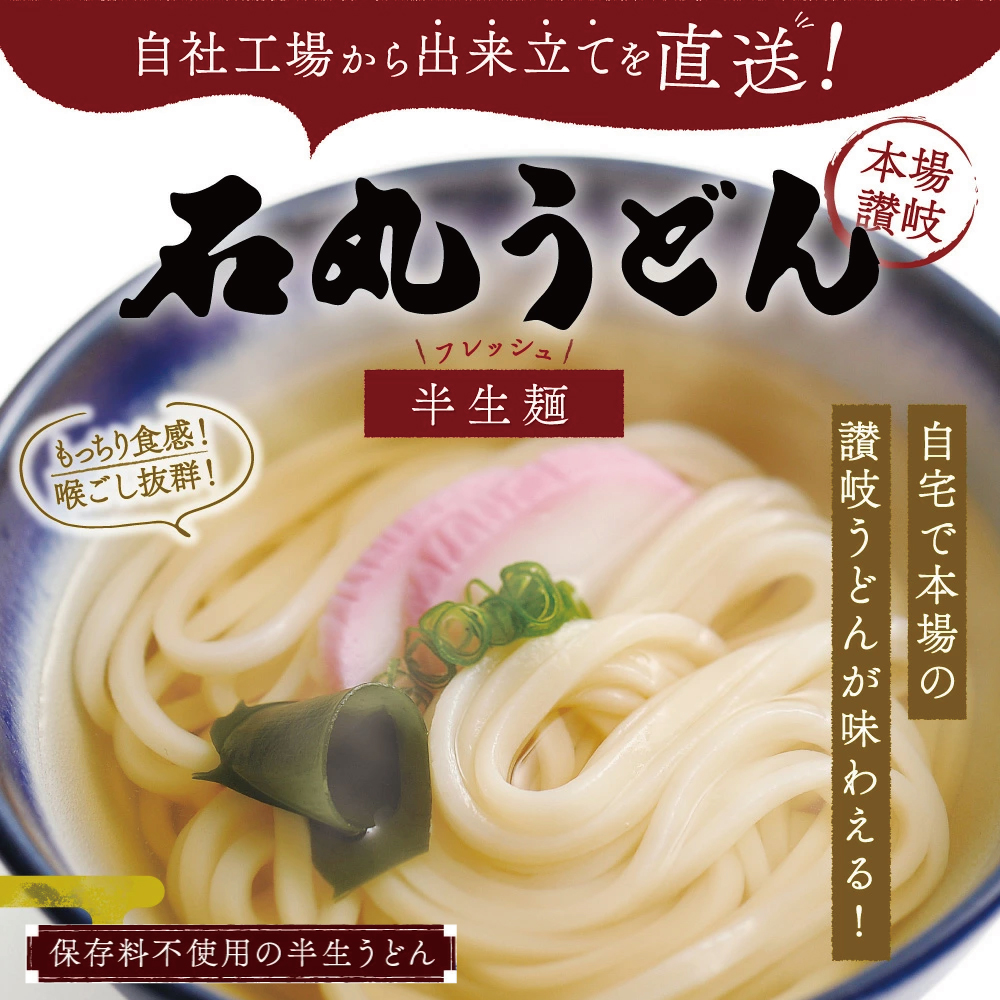 自社工場から出来立てを直送!
本場
讃岐
石丸うどん
フレッシュ
半生麺
もっちり食感!
喉ごし抜群!
自宅で本場の
讃岐うどんが味わえる!
保存料不使用の半生うどん